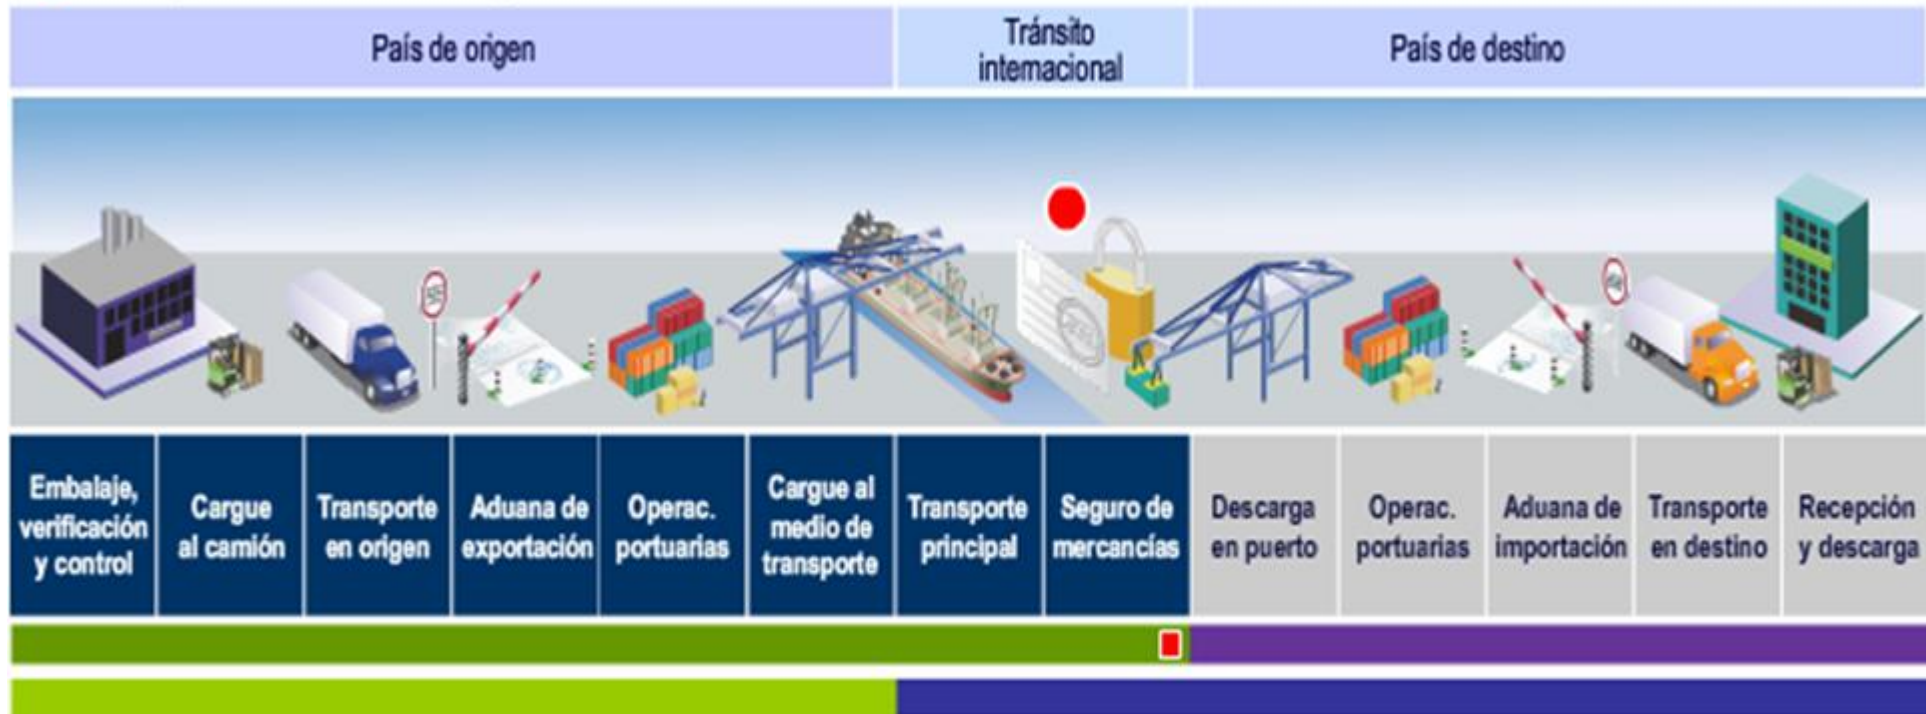 País de origen
Tránsito
internacional
País de destino
Embalaje,
verificación
y control
Cargue
al camión
Transporte
en origen
Aduana de
exportación
Operac.
portuarias
Cargue al
medio de
transporte
Transporte
principal
Seguro de
mercancías
Descarga
en puerto
Operac.
portuarias
Aduana de
importación
Transporte
en destino
Recepción
y descarga